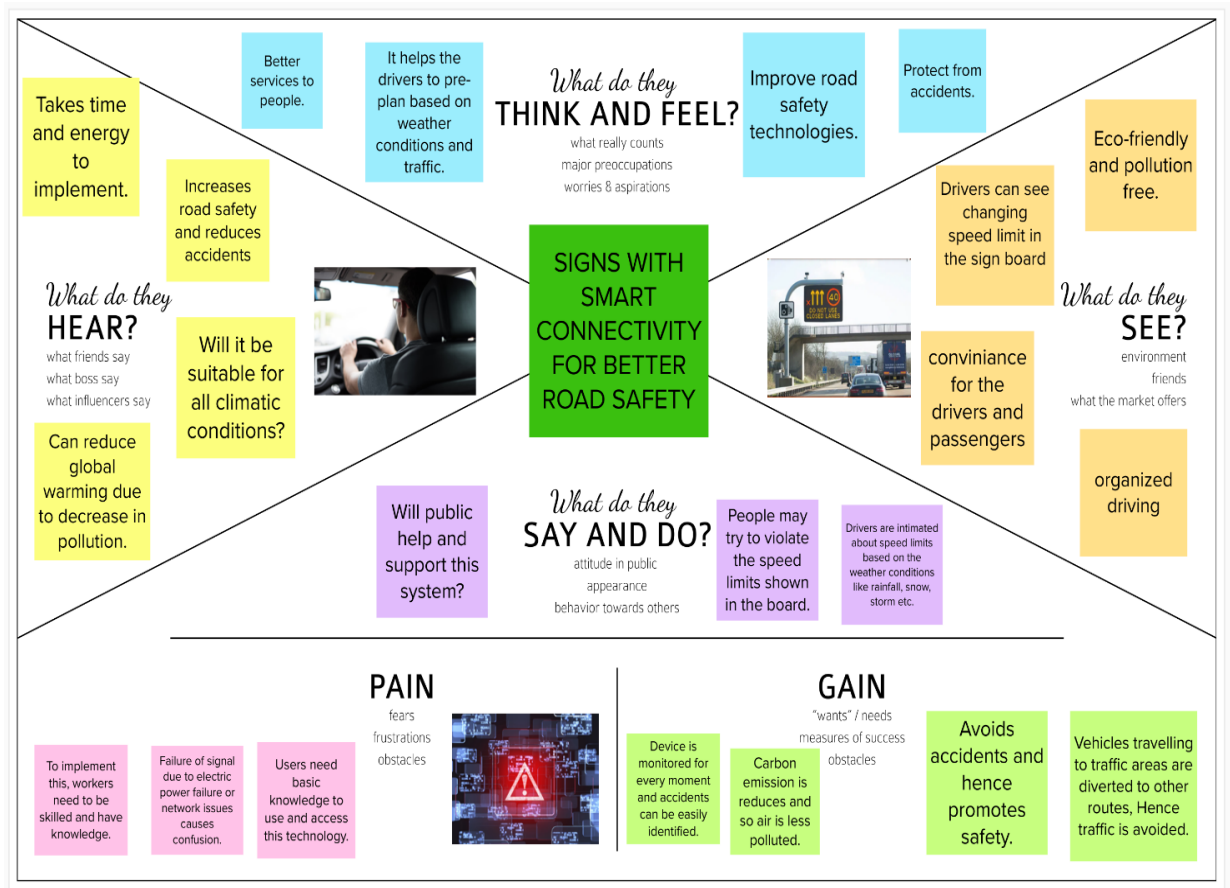 Better
services to
people.
It helps the
drivers to pre-
plan based on
weather
conditions and
traffic.
What do they
THINK AND FEEL?
what really counts
major preoccupations
worries & aspirations
Improve road
safety
technologies.
Protect from
accidents.
Takes time
and energy
to
implement.
Increases
road safety
and reduces
accidents
What do they
HEAR?
what friends say
what boss say
what influencers say
Will it be
suitable for
all climatic
conditions?
Can reduce
global
warming due
to decrease in
pollution.
SIGNS WITH
SMART
CONNECTIVITY
FOR BETTER
ROAD SAFETY
40
DO NOT USE
CLOSED LANES
Eco-friendly
and pollution
free.
Drivers can see
changing
speed limit in
the sign board
What do they
SEE?
environment
friends
what the market offers
conviniance
for the
drivers and
passengers
organized
driving
Will public
help and
support this
system?
What do they
SAY AND DO?
attitude in public
appearance
behavior towards others
People may
try to violate
the speed
limits shown
in the board.
Drivers are intimated
about speed limits
based on the
weather conditions
like rainfall, snow,
storm etc.
PAIN
fears
frustrations
obstacles
To implement
this, workers
need to be
skilled and have
knowledge.
Failure of signal
due to electric
power failure or
network issues
causes
confusion.
Users need
basic
knowledge to
use and access
this technology.
GAIN
"wants" / needs
measures of success
obstacles
Device is
monitored for
every moment
and accidents
can be easily
identified.
Carbon
emission is
reduces and
so air is less
polluted.
Avoids
accidents and
hence
promotes
safety.
Vehicles travelling
to traffic areas are
diverted to other
routes, Hence
traffic is avoided.